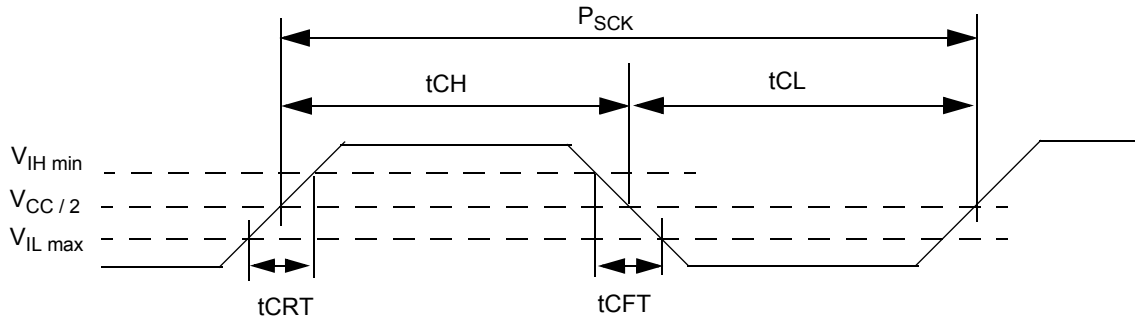 PSCK
tCH
tCL
VIH min
VCC / 2
VIL max
tCRT
tCFT